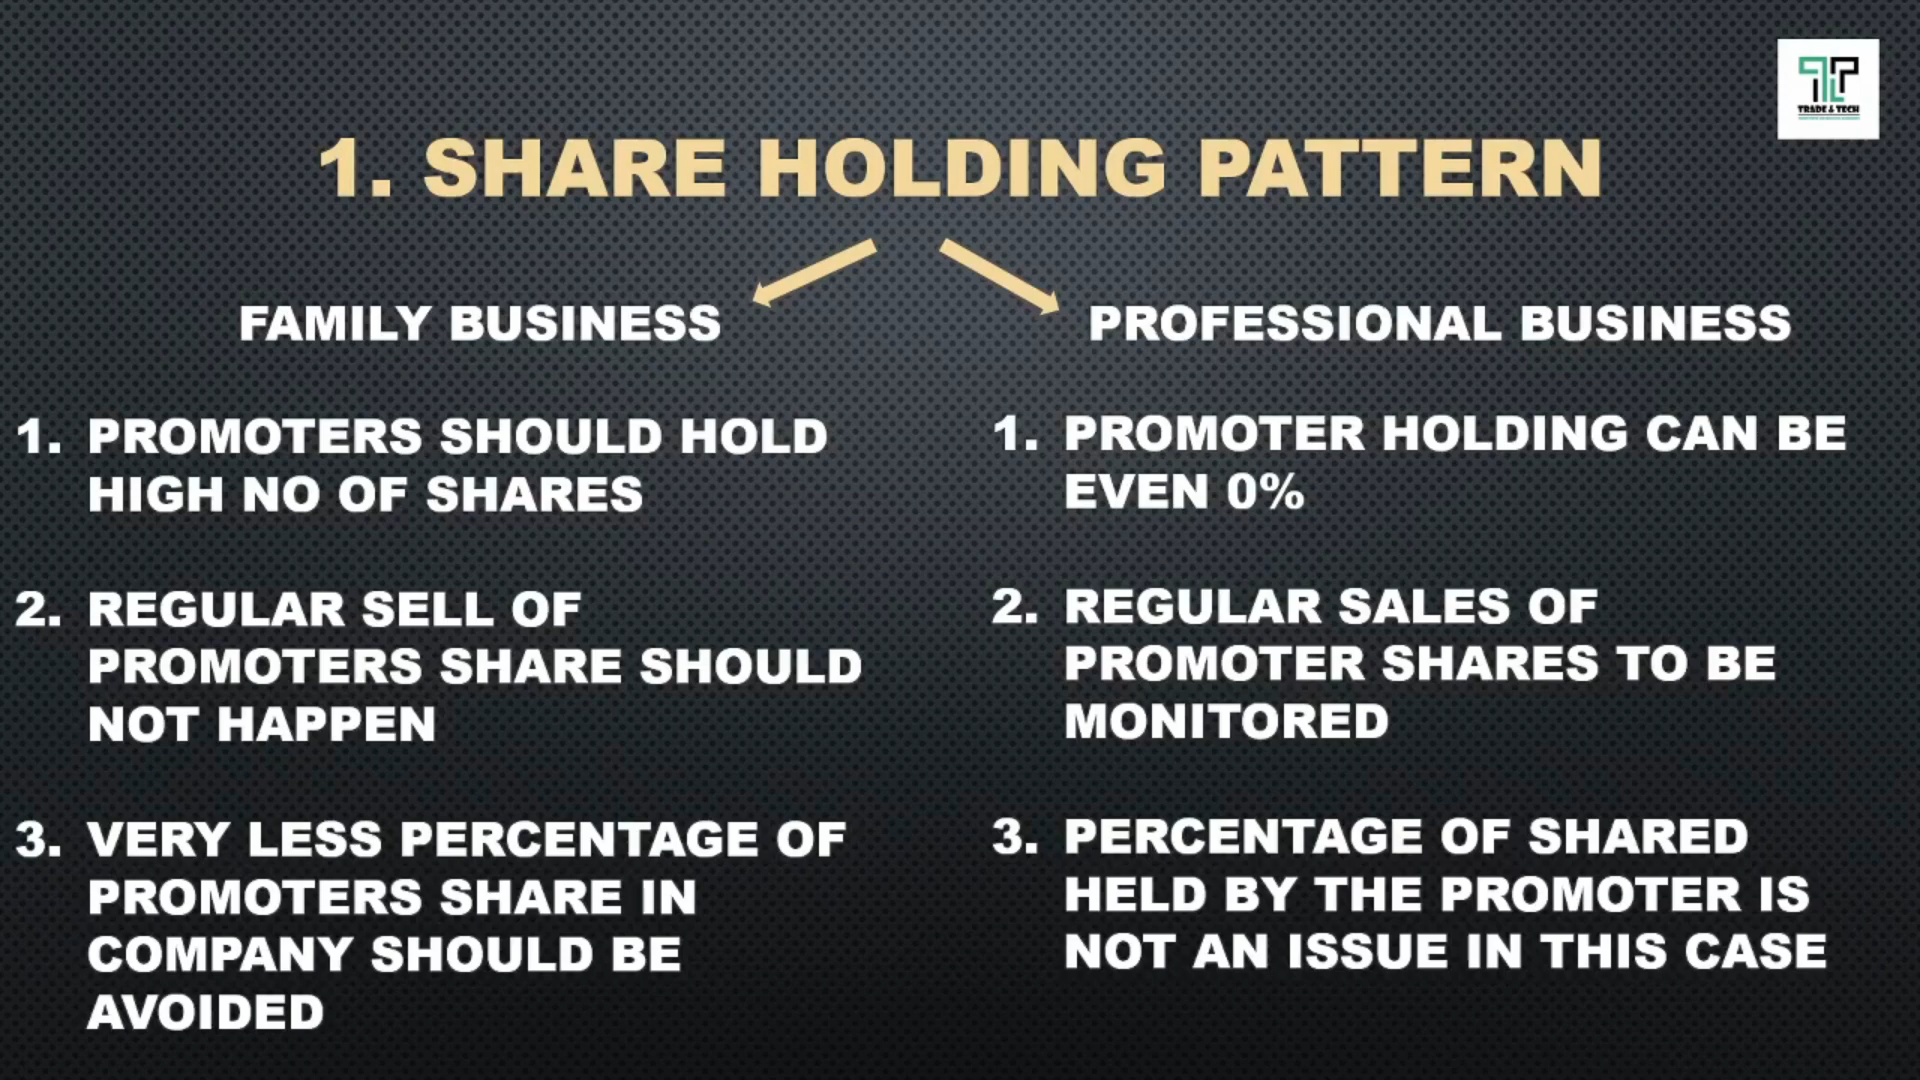 TRADE & TECH
1. SHARE HOLDING PATTERN
FAMILY BUSINESS
1. PROMOTERS SHOULD HOLD
HIGH NO OF SHARES
2. REGULAR SELL OF
PROMOTERS SHARE SHOULD
NOT HAPPEN
3. VERY LESS PERCENTAGE OF
PROMOTERS SHARE IN
COMPANY SHOULD BE
AVOIDED
PROFESSIONAL BUSINESS
1. PROMOTER HOLDING CAN BE
EVEN 0%
2. REGULAR SALES OF
PROMOTER SHARES TO BE
MONITORED
3. PERCENTAGE OF SHARED
HELD BY THE PROMOTER IS
NOT AN ISSUE IN THIS CASE